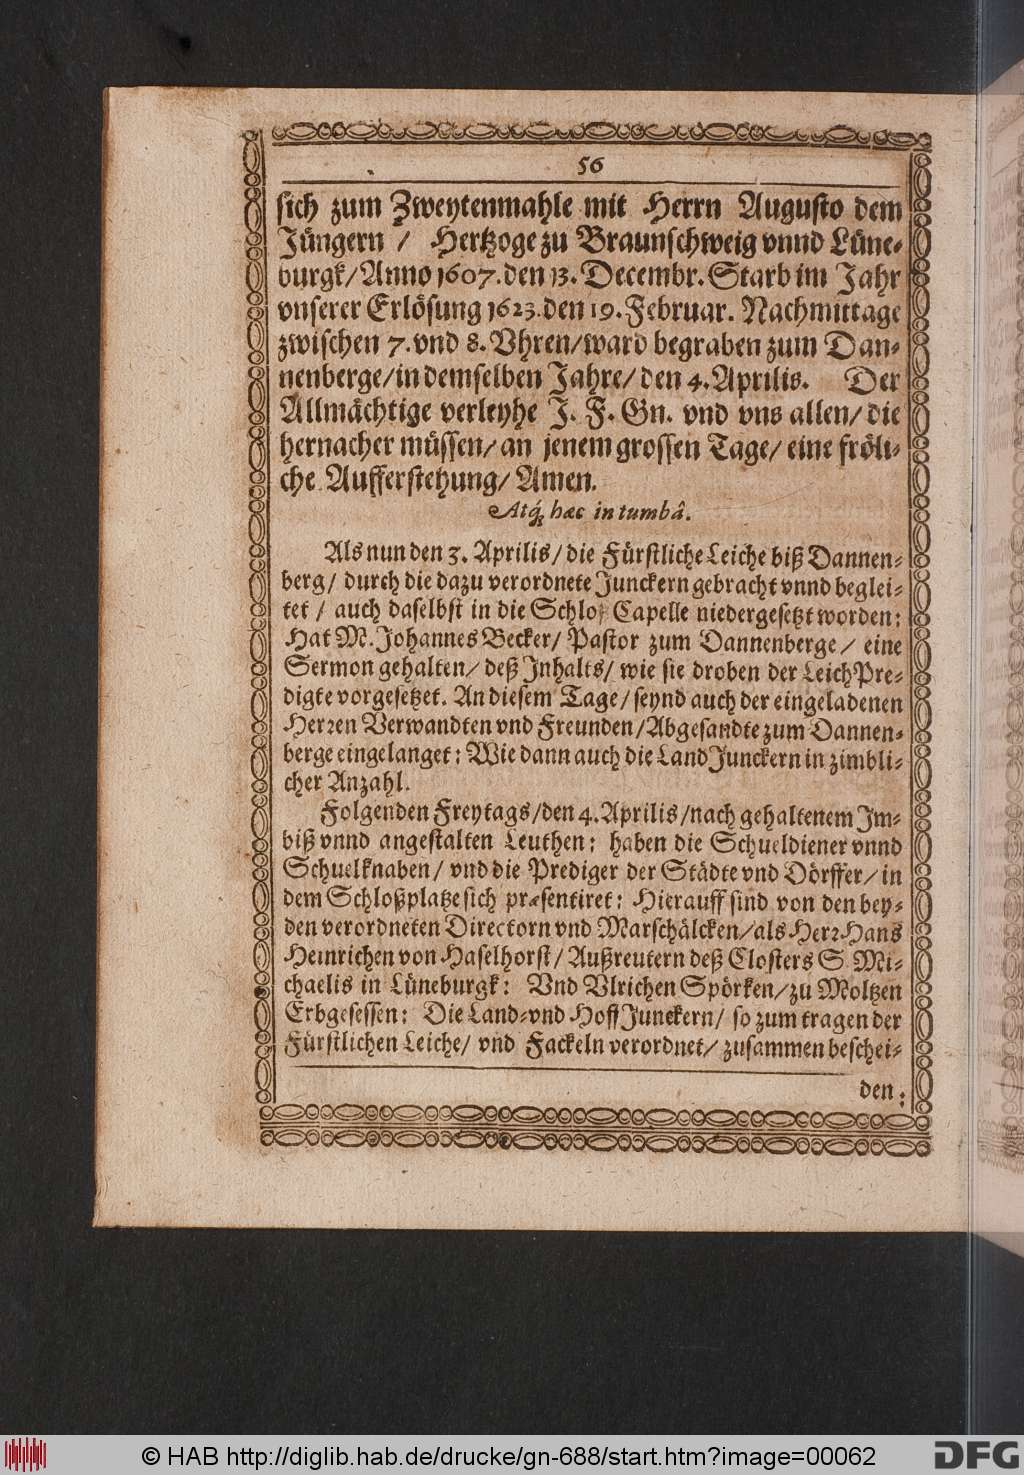 56
sich zum Zweytenmahle mit Herrn Augusto dem
Jüngern / Hertzoge zu Braunschweig vnnd Lüne-
burgk/Anno 1607.den 13. Decembr. Starb im Jahr
vnserer Erlösung 1623.den 19.Februar. Nachmittage
zwischen 7.vnd 8.Vhren/ward begraben zum Dan-
nenberge/in demselben Jahre/den 4.Aprilis. Der
Allmächtige verleyhe J. F. Gn. vnd vns allen/die
hernacher müssen/an jenem grossen Tage/eine fröli-
che Aufferstehung/Amen.
Atq́; hæc in tumbâ.
Als nun den 3. Aprilis/die Fürstliche Leiche biß Dannen-
berg/durch die dazu verordnete Junckern gebracht vnnd beglei-
tet / auch daselbst in die Schloß Capelle niedergesetzt worden:
Hat M. Johannes Becker/Pastor zum Dannenberge / eine
Sermon gehalten/deß Jnhalts/wie sie droben der LeichPre-
digte vorgesetzet. An diesem Tage/seynd auch der eingeladenen
Herren Verwandten vnd Freunden/Abgesandte zum Dannen-
berge eingelanget: Wie dann auch die Land Junckern in zimbli-
cher Anzahl.
Folgenden Freytags/den 4.Aprilis/nach gehaltenem Jm-
biß vnnd angestalten Leuthen: haben die Schueldiener vnnd
Schuelknaben/vnd die Prediger der Städte vnd Dörffer/in
dem Schloßplatze sich præsentiret: Hierauff sind von den bey-
den verordneten Directorn vnd Marschälcken/als Herr Hans
Heinrichen von Haselhorst/Außreutern deß Closters S. Mi-
chaelis in Lüneburgk: Vnd Vlrichen Spörken/zu Moltzen
Erbgesessen: Die Land-vnd Hoff Junckern/so zum tragen der
Fürstlichen Leiche/vnd Fackeln verordnet/zusammen beschei-
den:
© HAB http://diglib.hab.de/drucke/gn-688/start.htm?image=00062
DFG